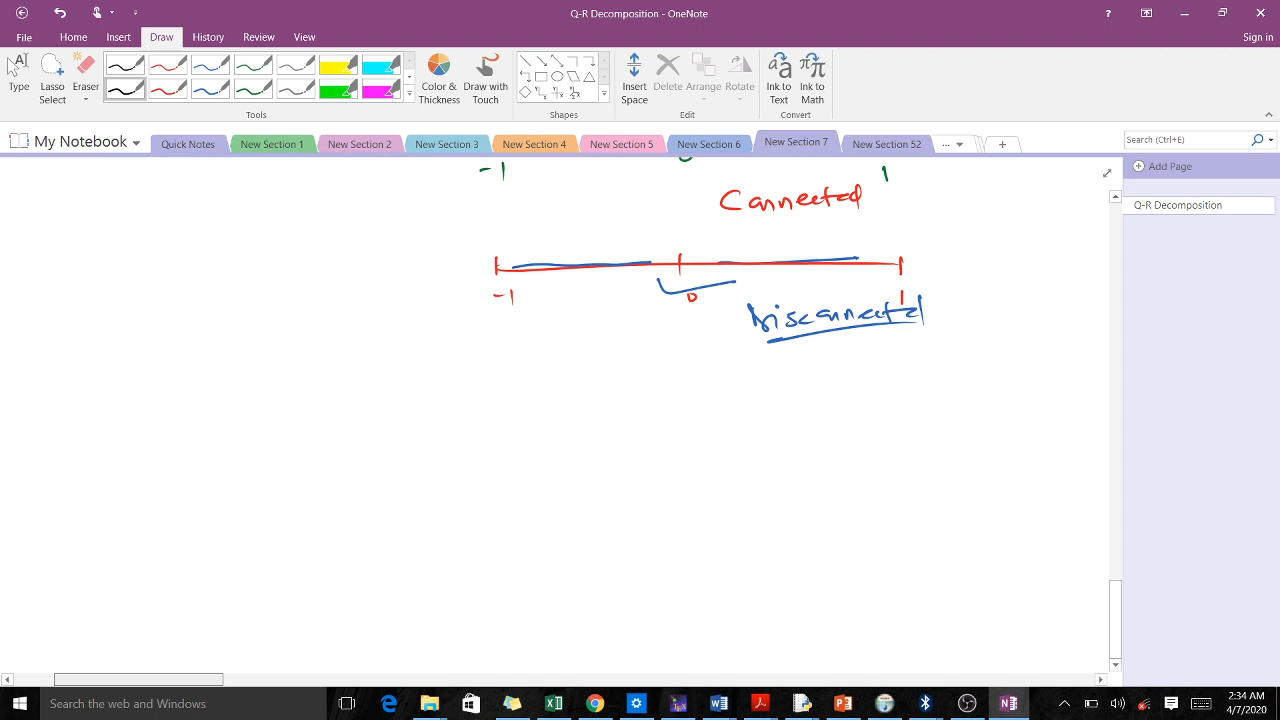 Q-R Decomposition - OneNote
File Home Insert Draw History Review View
Sign in
Type
Lasso Select
Eraser
Color & Thickness
Draw with Touch
Insert Space
Delete
Arrange
Rotate
Ink to Text
Ink to Math
Tools
Shapes
Edit
Convert
My Notebook
Quick Notes
New Section 1
New Section 2
New Section 3
New Section 4
New Section 5
New Section 6
New Section 7
New Section 52
...
Search (Ctrl+E)
Add Page
Q-R Decomposition
-1 1
Connected
-1 0 1
Disconnected
Search the web and Windows
2:34 AM
4/7/2020